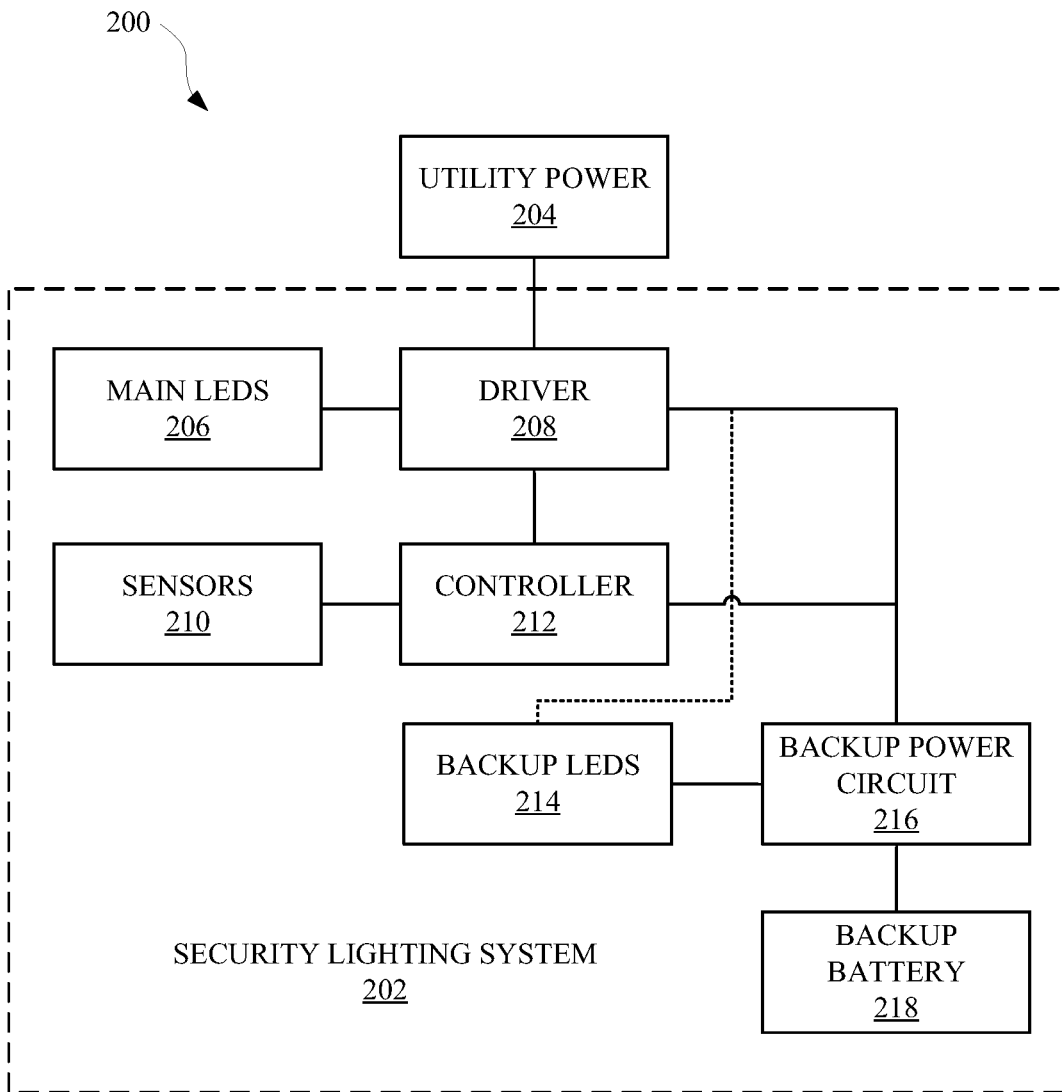 200
UTILITY POWER
204
MAIN LEDS
206
DRIVER
208
SENSORS
210
CONTROLLER
212
BACKUP LEDS
214
BACKUP POWER
CIRCUIT
216
SECURITY LIGHTING SYSTEM
202
BACKUP
BATTERY
218